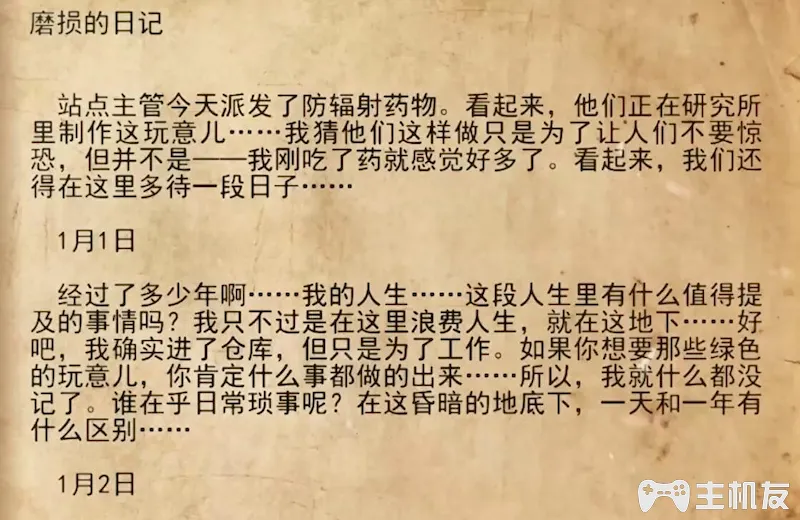 磨损的日记
站点主管今天派发了防辐射药物。看起来，他们正在研究所
里制作这玩意儿……我猜他们这样做只是为了让人们不要惊
恐，但并不是——我刚吃了药就感觉好多了。看起来，我们还
得在这里多待一段日子……
1月1日
经过了多少年啊……我的人生……这段人生里有什么值得提
及的事情吗？我只不过是在这里浪费人生，就在这地下……好
吧，我确实进了仓库，但只是为了工作。如果你想要那些绿色
的玩意儿，你肯定什么事都做的出来……所以，我就什么都没
记了。谁在乎日常琐事呢？在这昏暗的地底下，一天和一年有
什么区别……
1月2日
主机友